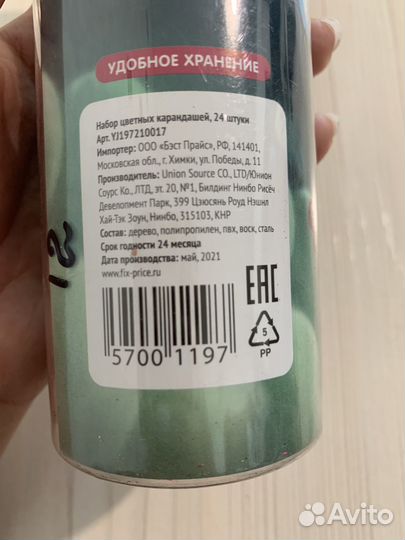 УДОБНОЕ ХРАНЕНИЕ
Набор цветных карандашей, 24 штуки
Арт. YJ197210017
Импортер: ООО «Бэст Прайс», РФ, 141401,
Московская обл., г. Химки, ул. Победы, д. 11
Производитель: Union Source CO., LTD/Юнион
Соурс Ко., ЛТД, эт. 20, №1, Билдинг Нинбо Рисёч
Девелопмент Парк, 399 Цзюсянь Роуд Нэшнл
Хай-Тэк Зоун, Нинбо, 315103, КНР
Состав: дерево, полипропилен, пвх, воск, сталь
Срок годности 24 месяца
Дата производства: май, 2021
www.fix-price.ru
EAC
5
PP
5700 1197
12
Avito